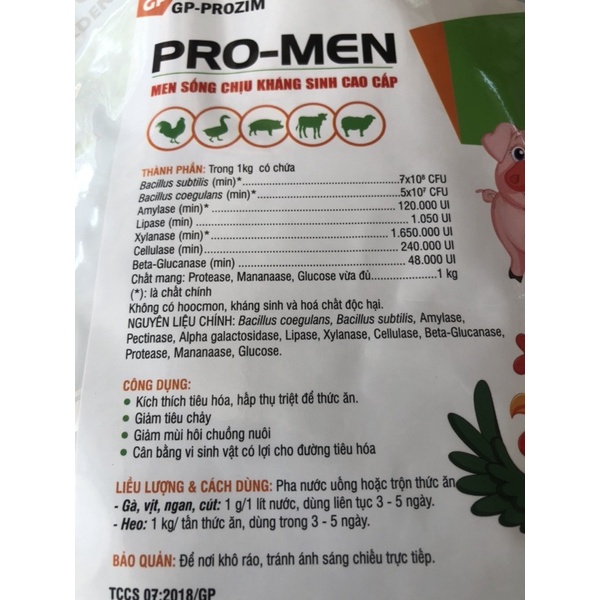 GP GP-PROZIM
PRO-MEN
MEN SỐNG CHỊU KHÁNG SINH CAO CẤP
THÀNH PHẦN: Trong 1kg có chứa
Bacillus subtilis (min)*..............................7x10⁸ CFU
Bacillus coegulans (min)*..............................5x10⁷ CFU
Amylase (min)* .............................. 120.000 UI
Lipase (min) .............................. 1.050 UI
Xylanase (min)*.............................. 1.650.000 UI
Cellulase (min).............................. 240.000 UI
Beta-Glucanase (min) .............................. 48.000 UI
Chất mang: Protease, Mananaase, Glucose vừa đủ...............1 kg
(*): là chất chính
Không có hoocmon, kháng sinh và hoá chất độc hại.
NGUYÊN LIỆU CHÍNH: Bacillus coegulans, Bacillus subtilis, Amylase,
Pectinase, Alpha galactosidase, Lipase, Xylanase, Cellulase, Beta-Glucanase,
Protease, Mananaase, Glucose.
CÔNG DỤNG:
• Kích thích tiêu hóa, hấp thụ triệt để thức ăn.
• Giảm tiêu chảy
• Giảm mùi hôi chuồng nuôi
• Cân bằng vi sinh vật có lợi cho đường tiêu hóa
LIỀU LƯỢNG & CÁCH DÙNG: Pha nước uống hoặc trộn thức ăn
- Gà, vịt, ngan, cút: 1 g/1 lít nước, dùng liên tục 3 - 5 ngày.
- Heo: 1 kg/ tấn thức ăn, dùng trong 3 - 5 ngày.
BẢO QUẢN: Để nơi khô ráo, tránh ánh sáng chiếu trực tiếp.
TCCS 07:2018/GP